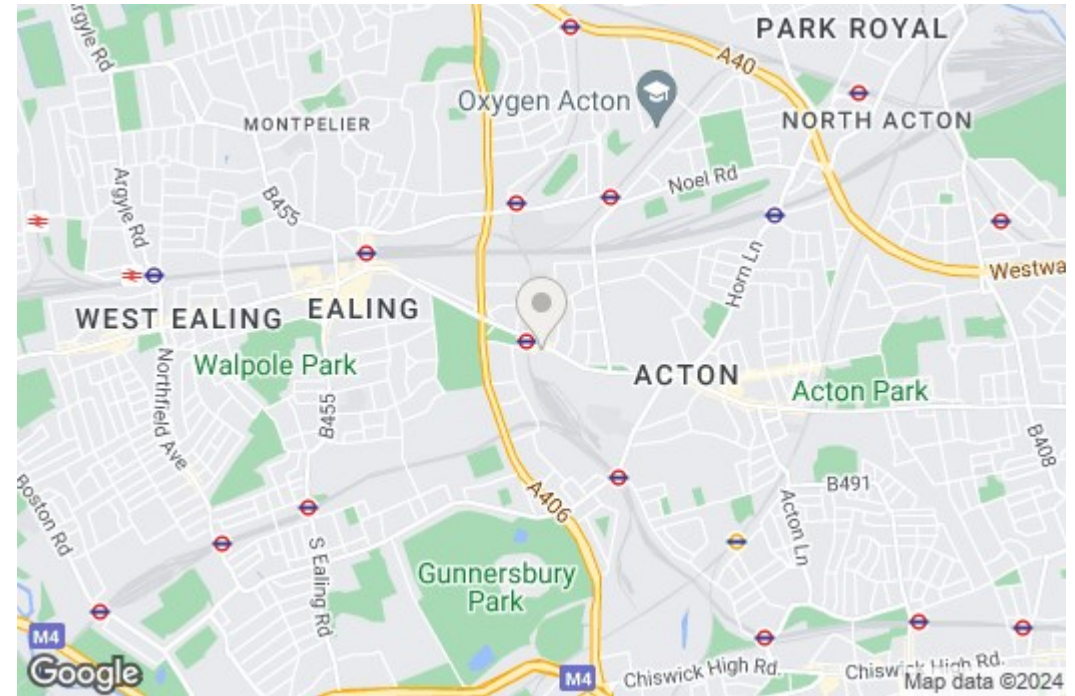 rgyle Rd
PARK ROYAL
A40
Oxygen Acton
MONTPELIER
NORTH ACTON
Noel Rd
Argyle Rd
B455
Horn Ln
Westwa
WEST EALING
EALING
Walpole Park
ACTON
Acton Park
Northfield Ave
B455
B408
Boston Rd
A406
B491
Acton Ln
S Ealing Rd
Gunnersbury
Park
M4
Google
M4
Chiswick High Rd.
Chiswick High Rd.
Map data ©2024